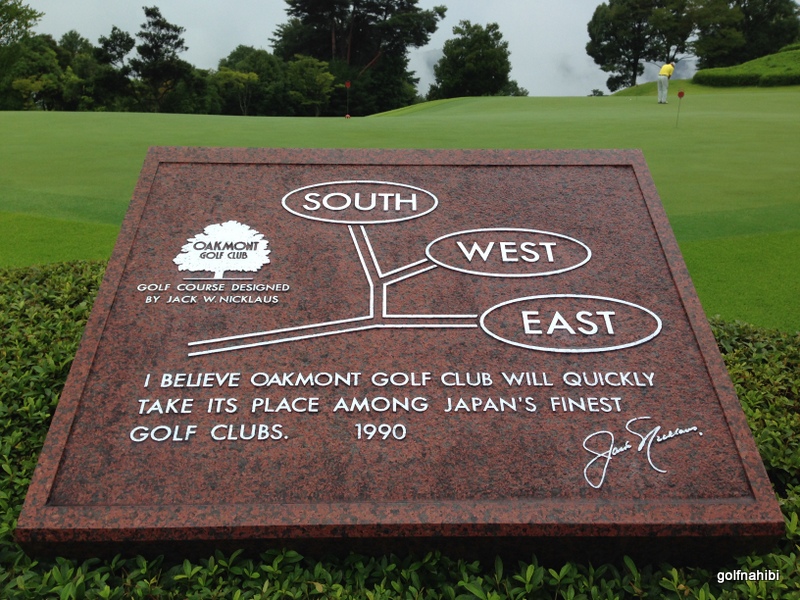 SOUTH
WEST
EAST
OAKMONT
GOLF CLUB
GOLF COURSE DESIGNED
BY JACK W. NICKLAUS
I BELIEVE OAKMONT GOLF CLUB WILL QUICKLY
TAKE ITS PLACE AMONG JAPAN'S FINEST
GOLF CLUBS. 1990
Jack Nicklaus
golfnahibi